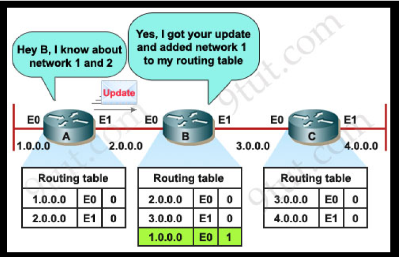 Hey B, I know about
network 1 and 2
Yes, I got your update
and added network 1
to my routing table
Update
E0 A E1 E0 B E1 E0 C E1
1.0.0.0 2.0.0.0 3.0.0.0 4.0.0.0
Routing table
1.0.0.0 E0 0
2.0.0.0 E1 0
Routing table
2.0.0.0 E0 0
3.0.0.0 E1 0
1.0.0.0 E0 1
Routing table
3.0.0.0 E0 0
4.0.0.0 E1 0
9tut.com
9tut.com